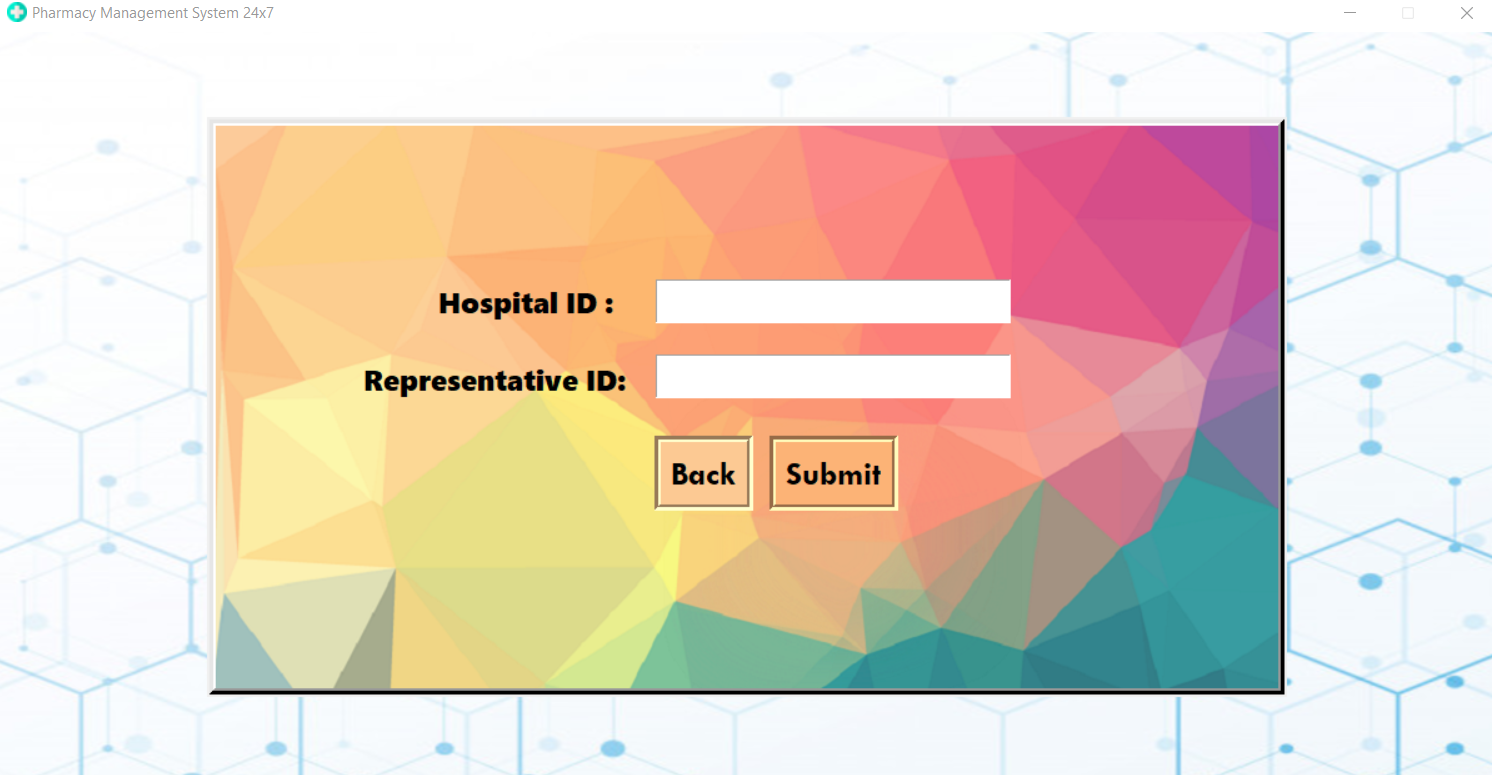 Pharmacy Management System 24x7
Hospital ID :
Representative ID:
Back Submit